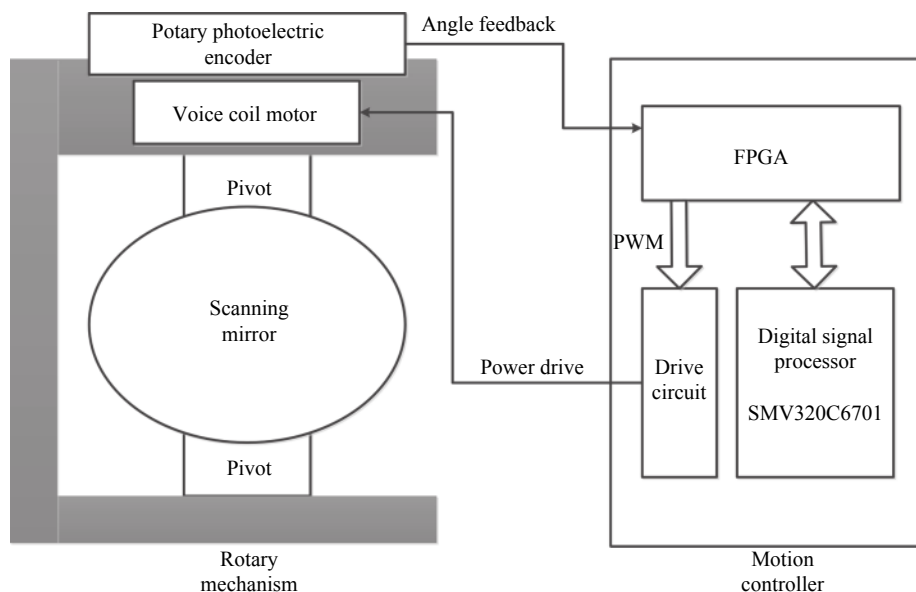 Potary photoelectric
encoder
Angle feedback
Voice coil motor
FPGA
Pivot
PWM
Scanning
mirror
Digital signal
processor
SMV320C6701
Power drive
Drive
circuit
Pivot
Rotary
mechanism
Motion
controller